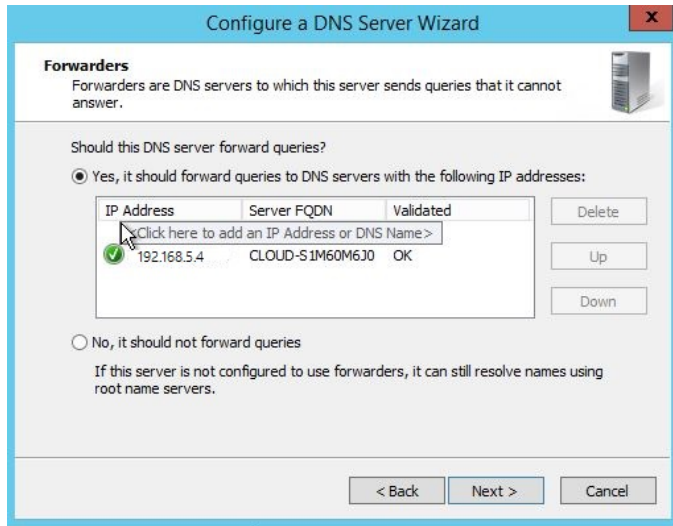 Configure a DNS Server Wizard
x
Forwarders
Forwarders are DNS servers to which this server sends queries that it cannot
answer.
Should this DNS server forward queries?
Yes, it should forward queries to DNS servers with the following IP addresses:
IP Address Server FQDN Validated
Delete
<Click here to add an IP Address or DNS Name>
192.168.5.4 CLOUD-S1M60M6J0 OK
Up
Down
No, it should not forward queries
If this server is not configured to use forwarders, it can still resolve names using
root name servers.
< Back Next > Cancel